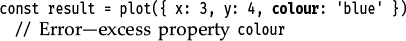 const result = plot({ x: 3, y: 4, colour: 'blue' })
// Error—excess property colour